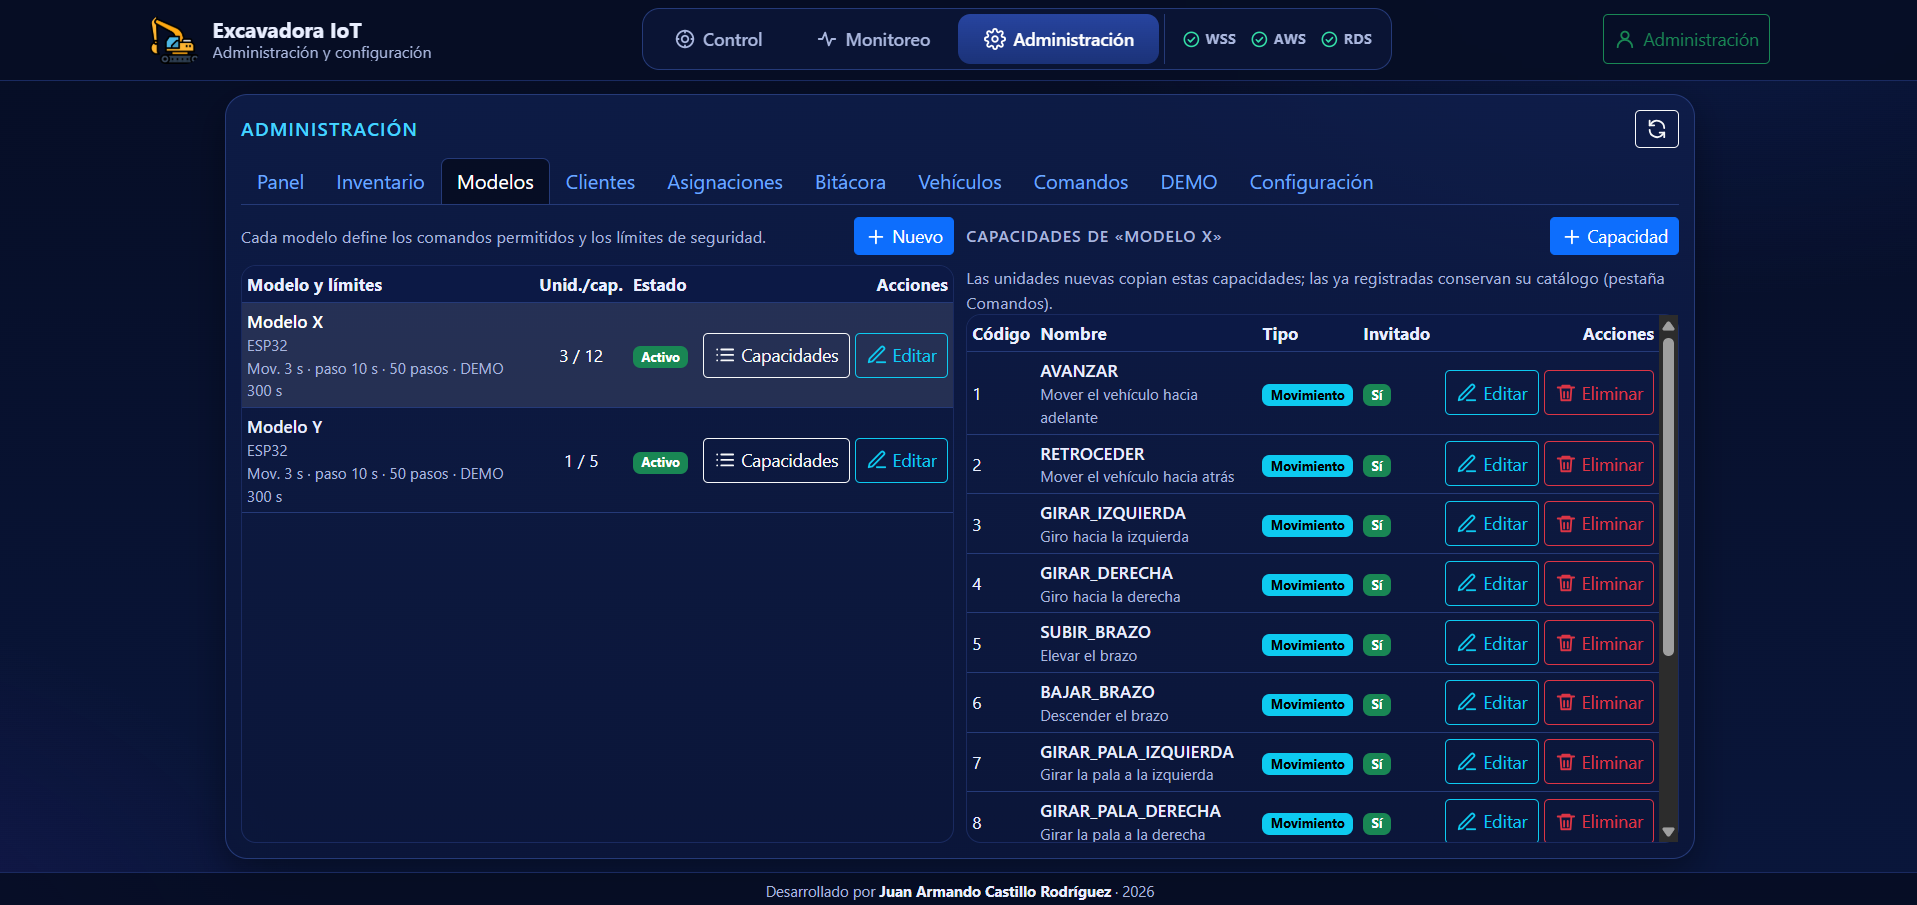 Excavadora IoT
Administración y configuración
Control
Monitoreo
Administración
WSS
AWS
RDS
Administración
ADMINISTRACIÓN
Panel
Inventario
Modelos
Clientes
Asignaciones
Bitácora
Vehículos
Comandos
DEMO
Configuración
Cada modelo define los comandos permitidos y los límites de seguridad.
Nuevo
Modelo y límites Unid./cap. Estado Acciones
Modelo X
ESP32
Mov. 3 s · paso 10 s · 50 pasos · DEMO
300 s
3 / 12
Activo
Capacidades
Editar
Modelo Y
ESP32
Mov. 3 s · paso 10 s · 50 pasos · DEMO
300 s
1 / 5
Activo
Capacidades
Editar
CAPACIDADES DE «MODELO X»
Capacidad
Las unidades nuevas copian estas capacidades; las ya registradas conservan su catálogo (pestaña
Comandos).
Código Nombre Tipo Invitado Acciones
1
AVANZAR
Mover el vehículo hacia
adelante
Movimiento
Sí
Editar
Eliminar
2
RETROCEDER
Mover el vehículo hacia atrás
Movimiento
Sí
Editar
Eliminar
3
GIRAR_IZQUIERDA
Giro hacia la izquierda
Movimiento
Sí
Editar
Eliminar
4
GIRAR_DERECHA
Giro hacia la derecha
Movimiento
Sí
Editar
Eliminar
5
SUBIR_BRAZO
Elevar el brazo
Movimiento
Sí
Editar
Eliminar
6
BAJAR_BRAZO
Descender el brazo
Movimiento
Sí
Editar
Eliminar
7
GIRAR_PALA_IZQUIERDA
Girar la pala a la izquierda
Movimiento
Sí
Editar
Eliminar
8
GIRAR_PALA_DERECHA
Girar la pala a la derecha
Movimiento
Sí
Editar
Eliminar
Desarrollado por Juan Armando Castillo Rodríguez · 2026